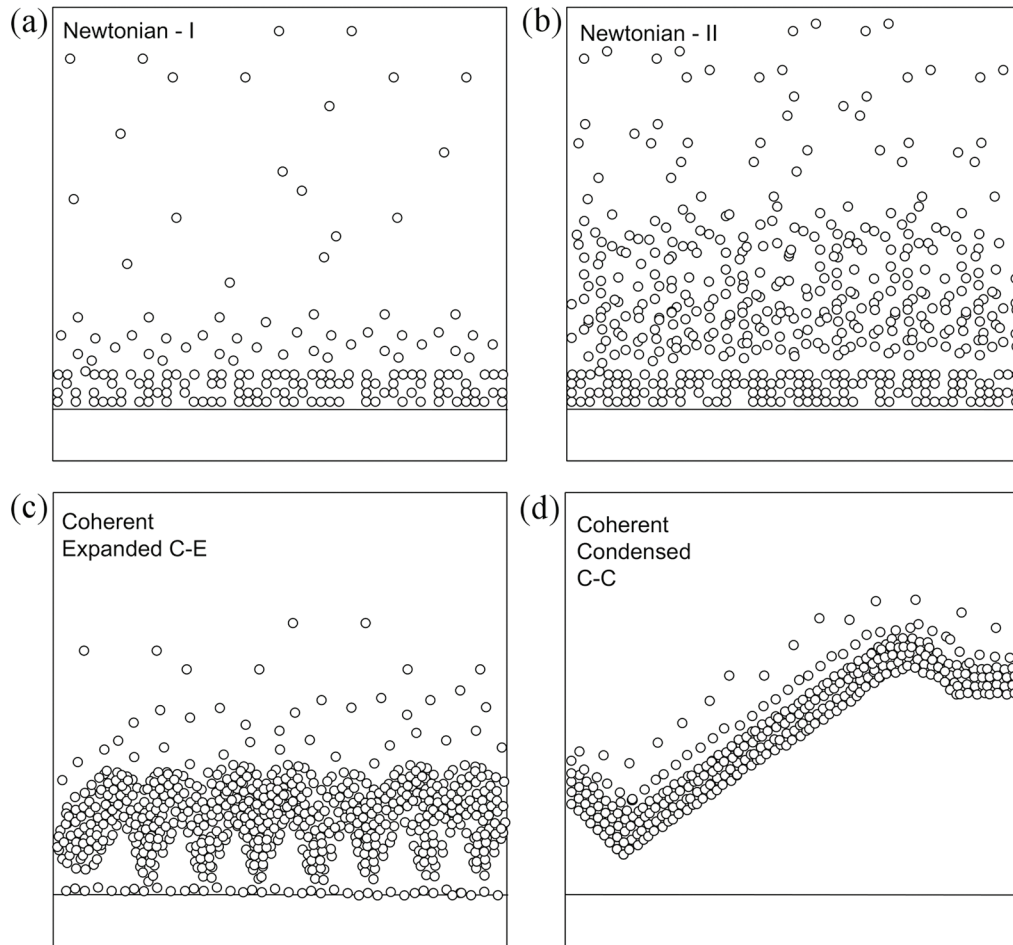 (a)
Newtonian - I
(b)
Newtonian - II
(c)
Coherent
Expanded C-E
(d)
Coherent
Condensed
C-C